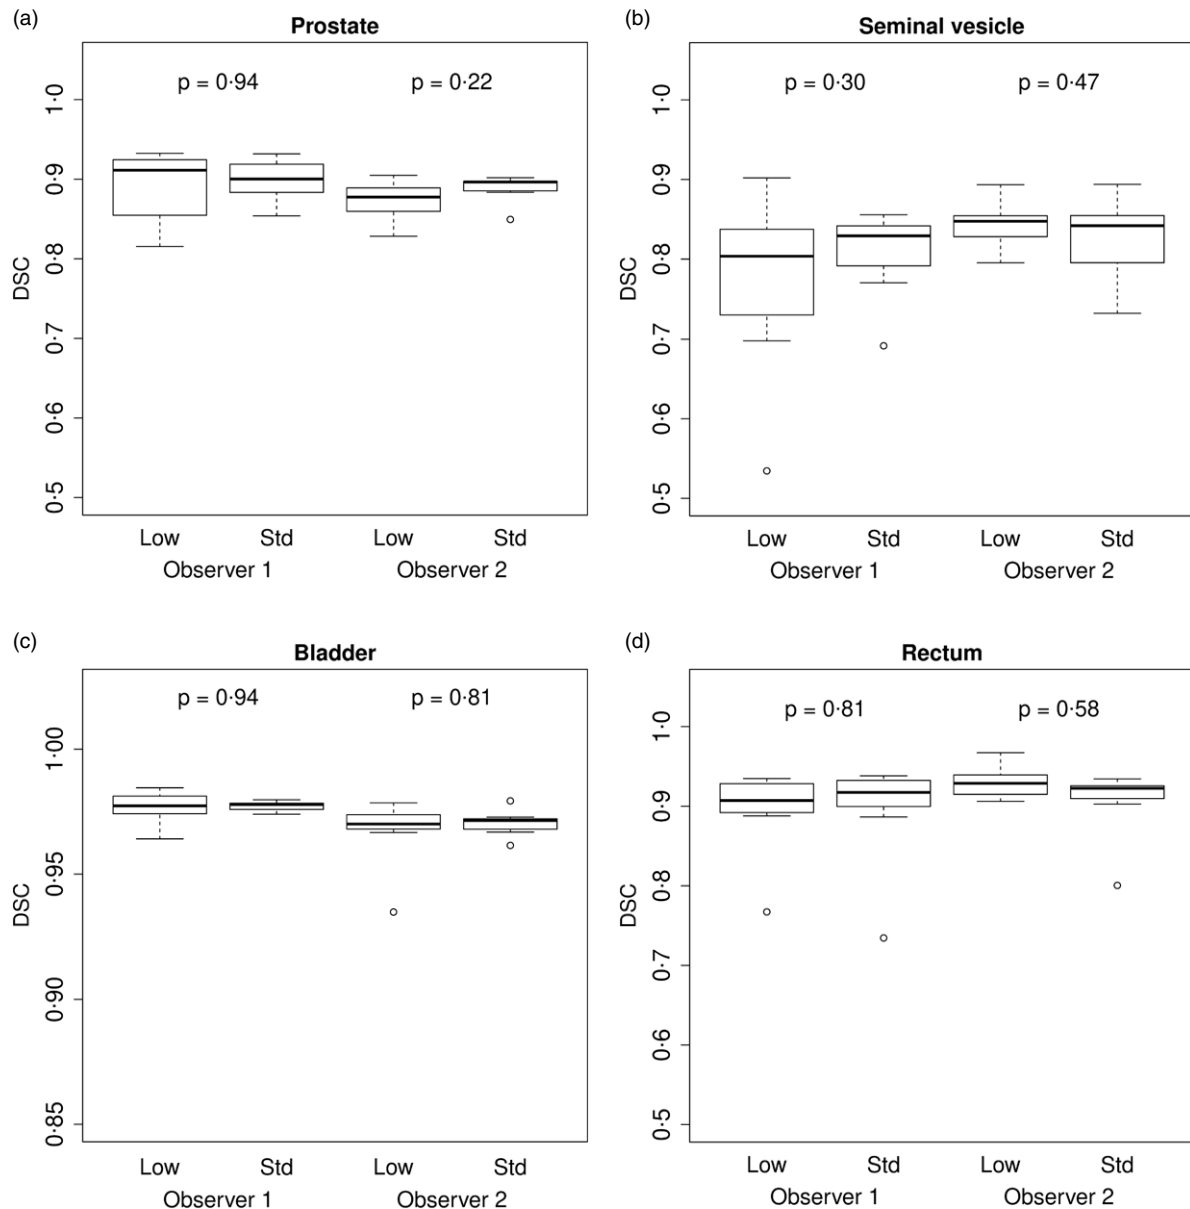 (a)
Prostate
p = 0·94 p = 0·22
1·0
0·9
0·8
0·7
0·6
0·5
DSC
Low Std Low Std
Observer 1 Observer 2
(b)
Seminal vesicle
p = 0·30 p = 0·47
1·0
0·9
0·8
0·7
0·6
0·5
DSC
Low Std Low Std
Observer 1 Observer 2
(c)
Bladder
p = 0·94 p = 0·81
1·00
0·95
0·90
0·85
DSC
Low Std Low Std
Observer 1 Observer 2
(d)
Rectum
p = 0·81 p = 0·58
1·0
0·9
0·8
0·7
0·6
0·5
DSC
Low Std Low Std
Observer 1 Observer 2